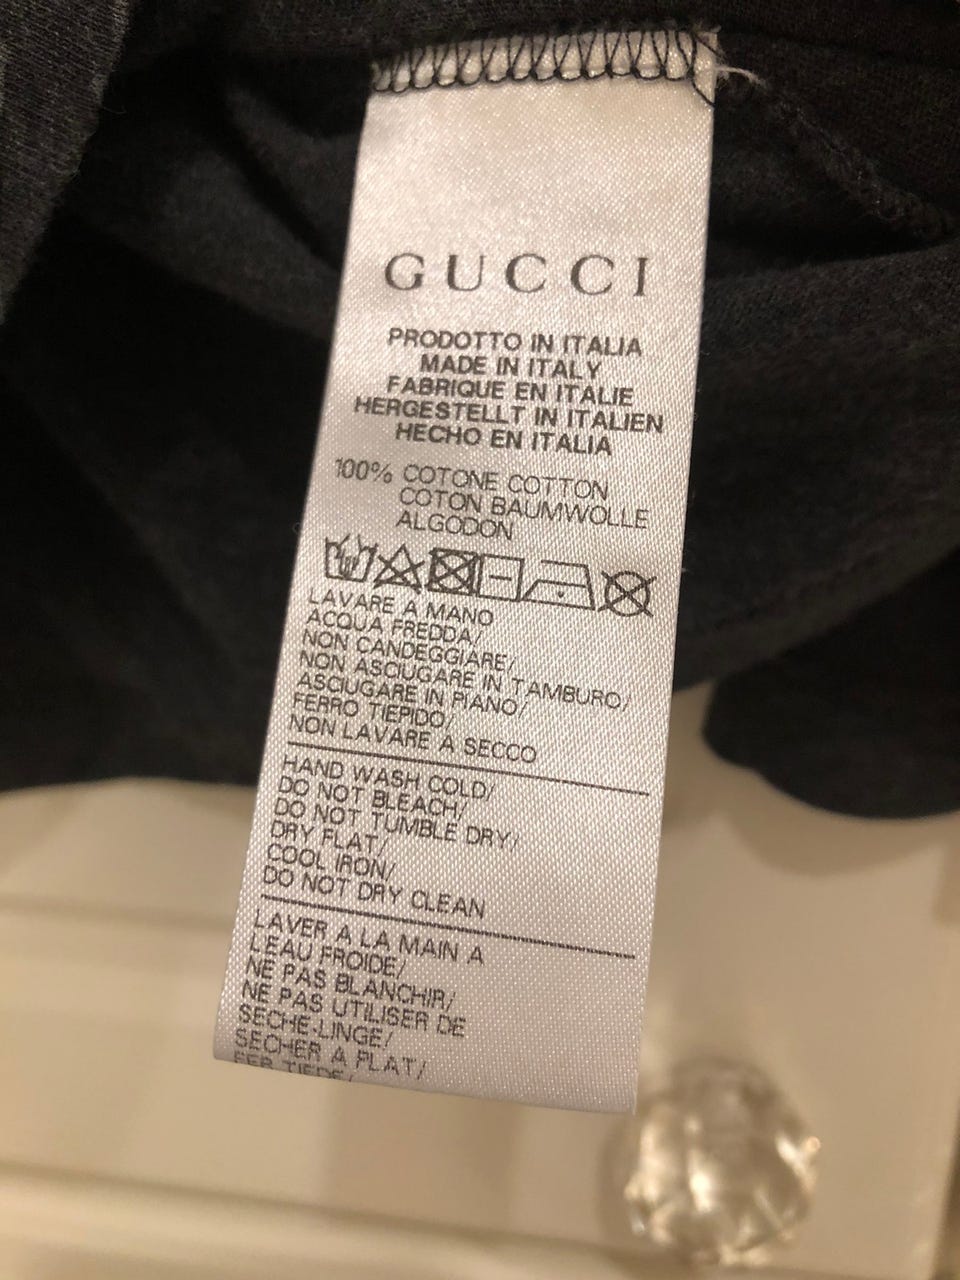 GUCCI
PRODOTTO IN ITALIA
MADE IN ITALY
FABRIQUE EN ITALIE
HERGESTELLT IN ITALIEN
HECHO EN ITALIA
100% COTONE COTTON
COTON BAUMWOLLE
ALGODON
LAVARE A MANO
ACQUA FREDDA/
NON CANDEGGIARE/
NON ASCIUGARE IN TAMBURO/
ASCIUGARE IN PIANO/
FERRO TIEPIDO/
NON LAVARE A SECCO
HAND WASH COLD/
DO NOT BLEACH/
DO NOT TUMBLE DRY/
DRY FLAT/
COOL IRON/
DO NOT DRY CLEAN
LAVER A LA MAIN A
L'EAU FROIDE/
NE PAS BLANCHIR/
NE PAS UTILISER DE
SECHE-LINGE/
SECHER A PLAT/
FER TIEDE/